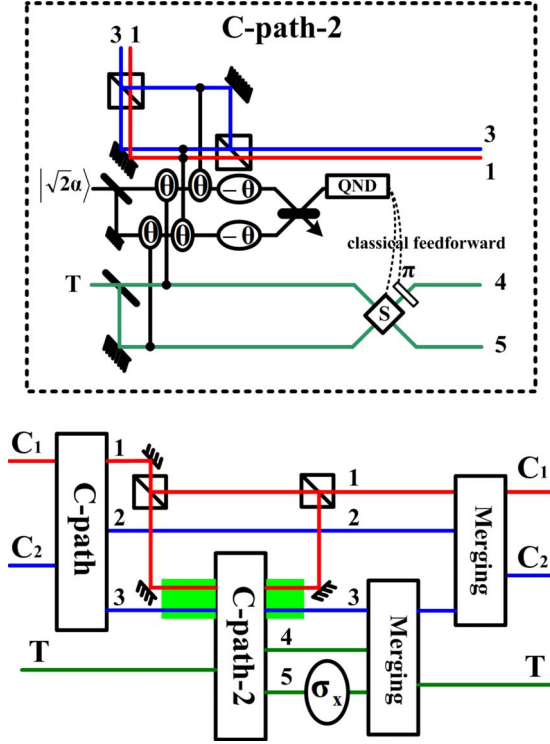 C-path-2
3 1
3
1
|√2α⟩
θ θ −θ
QND
θ θ −θ
classical feedforward
π
T
4
S
5
C₁
1
C₁
1
C-path
2
2
Merging
C₂
C₂
3
C-path-2
3
4
Merging
T
5
σₓ
T